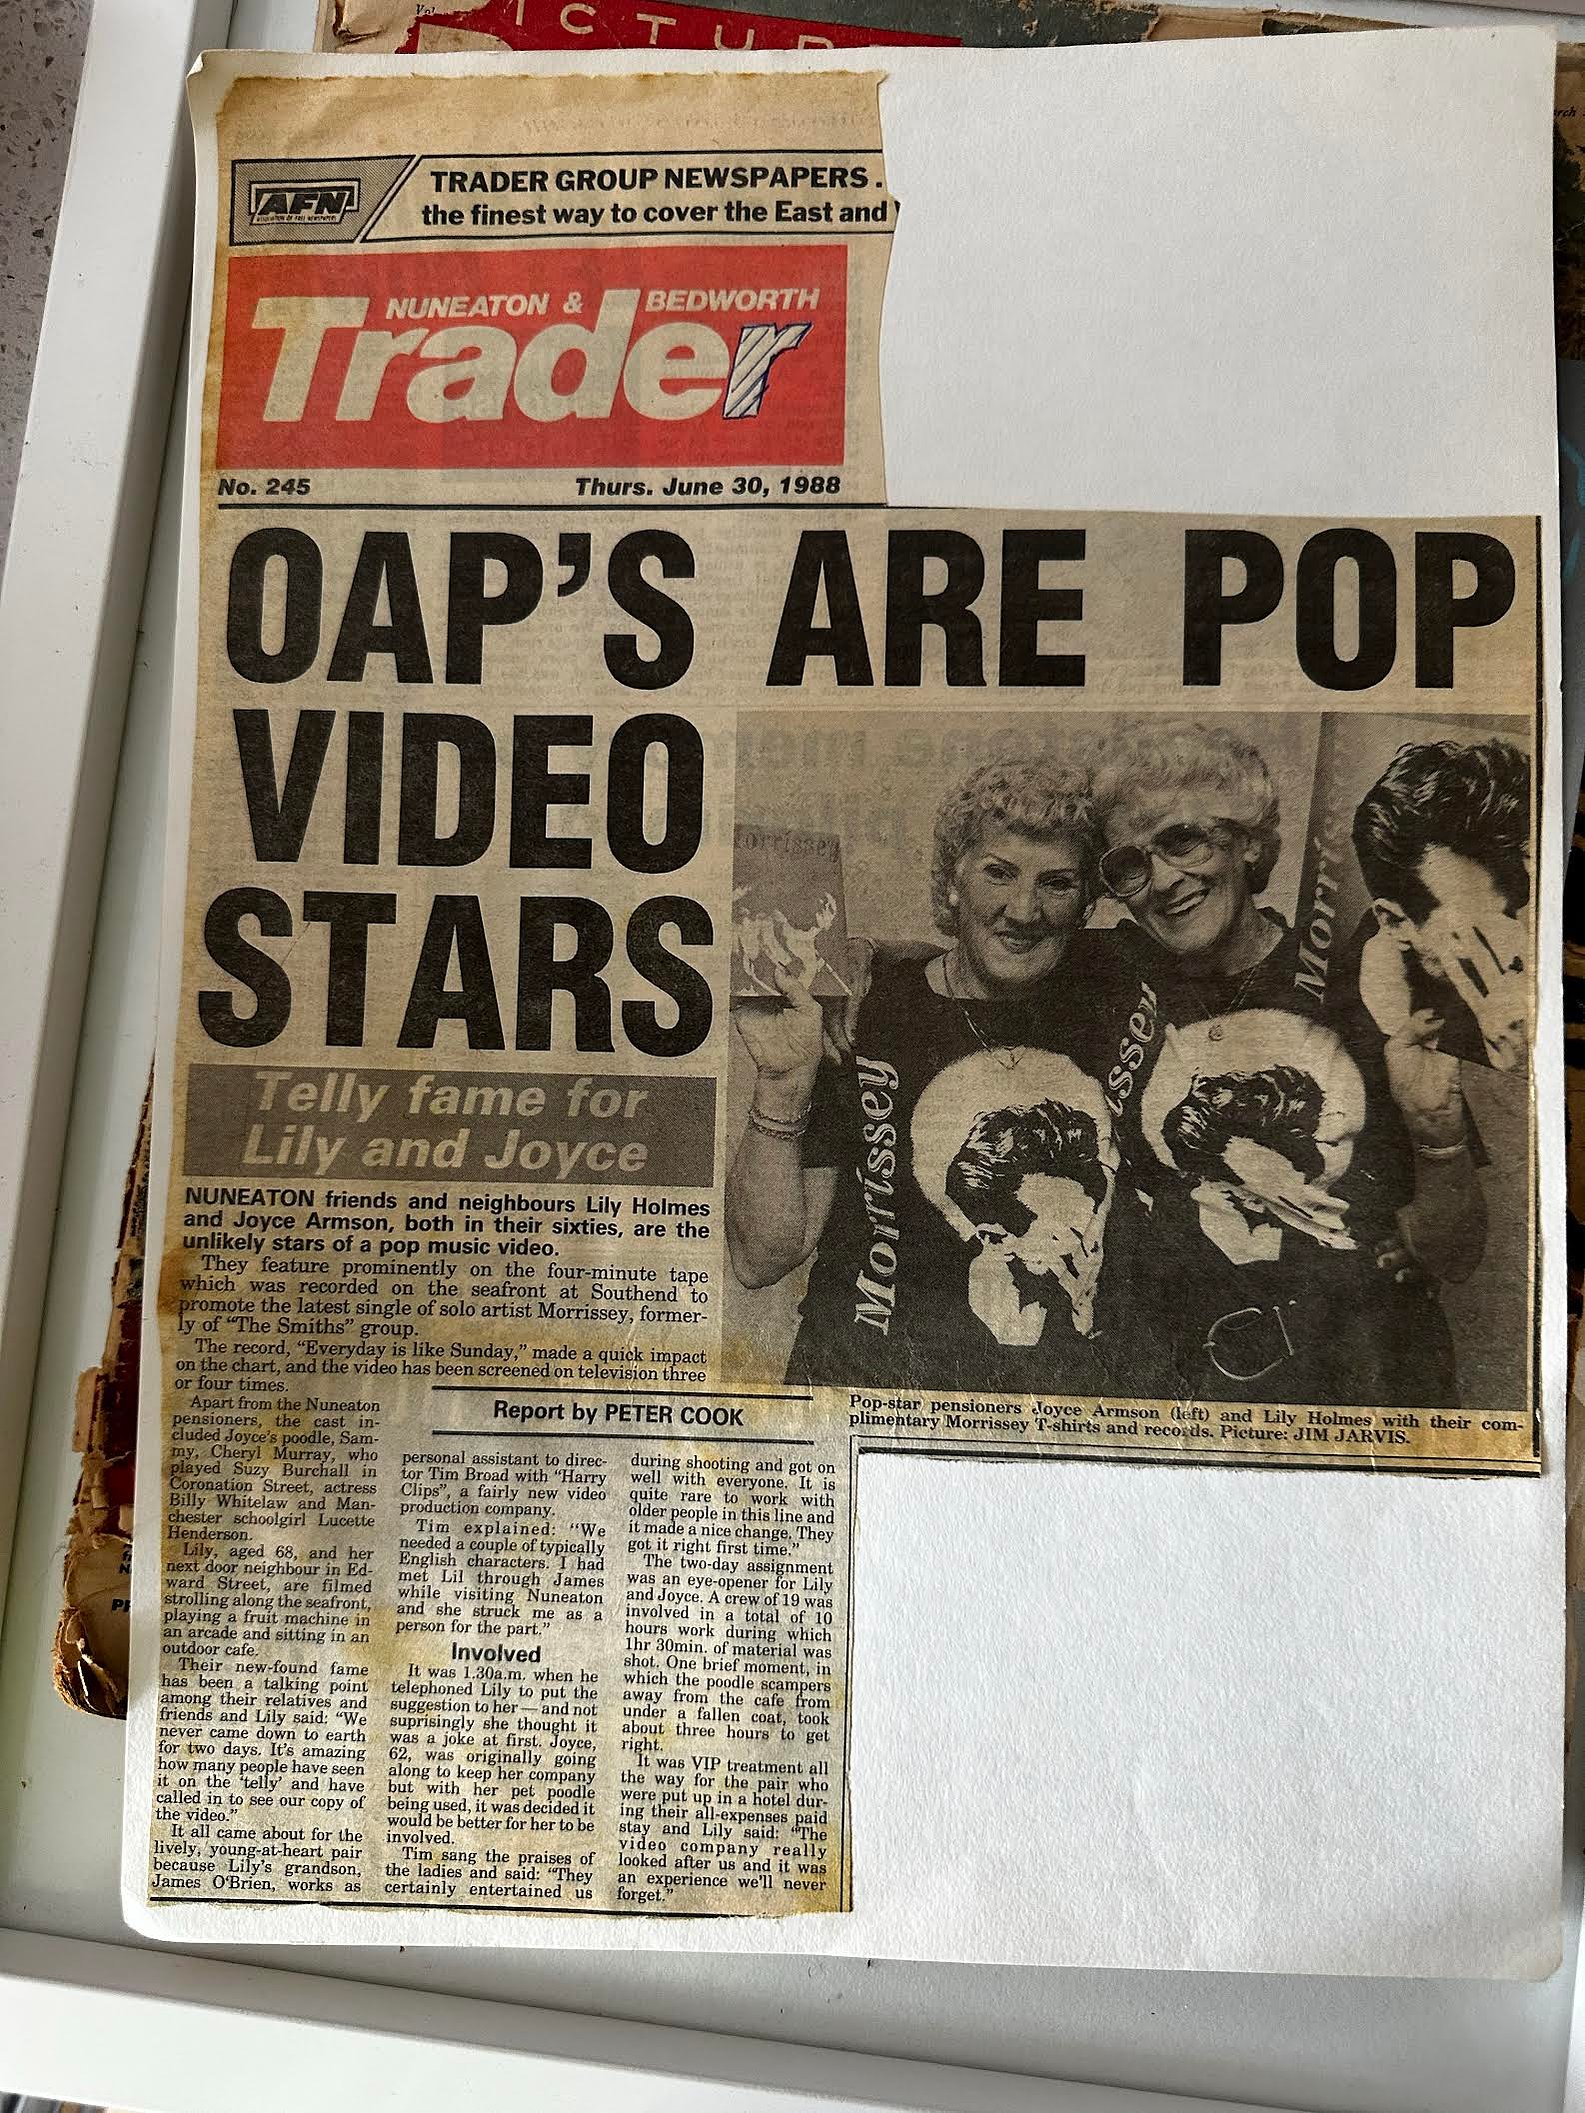 ICTUR
AFN
TRADER GROUP NEWSPAPERS .
the finest way to cover the East and
NUNEATON & BEDWORTH
Trader
No. 245 Thurs. June 30, 1988
OAP'S ARE POP
VIDEO
STARS
Telly fame for
Lily and Joyce
NUNEATON friends and neighbours Lily Holmes
and Joyce Armson, both in their sixties, are the
unlikely stars of a pop music video.
They feature prominently on the four-minute tape
which was recorded on the seafront at Southend to
promote the latest single of solo artist Morrissey, former-
ly of "The Smiths" group.
The record, "Everyday is like Sunday," made a quick impact
on the chart, and the video has been screened on television three
or four times.
Apart from the Nuneaton
pensioners, the cast in-
cluded Joyce's poodle, Sam-
my, Cheryl Murray, who
played Suzy Burchall in
Coronation Street, actress
Billy Whitelaw and Man-
chester schoolgirl Lucette
Henderson.
Lily, aged 68, and her
next door neighbour in Ed-
ward Street, are filmed
strolling along the seafront,
playing a fruit machine in
an arcade and sitting in an
outdoor cafe.
Their new-found fame
has been a talking point
among their relatives and
friends and Lily said: "We
never came down to earth
for two days. It's amazing
how many people have seen
it on the 'telly' and have
called in to see our copy of
the video."
It all came about for the
lively, young-at-heart pair
because Lily's grandson,
James O'Brien, works as
Report by PETER COOK
personal assistant to direc-
tor Tim Broad with "Harry
Clips", a fairly new video
production company.
Tim explained: "We
needed a couple of typically
English characters. I had
met Lil through James
while visiting Nuneaton
and she struck me as a
person for the part."
Involved
It was 1.30a.m. when he
telephoned Lily to put the
suggestion to her — and not
suprisingly she thought it
was a joke at first. Joyce,
62, was originally going
along to keep her company
but with her pet poodle
being used, it was decided it
would be better for her to be
involved.
Tim sang the praises of
the ladies and said: "They
certainly entertained us
during shooting and got on
well with everyone. It is
quite rare to work with
older people in this line and
it made a nice change. They
got it right first time."
The two-day assignment
was an eye-opener for Lily
and Joyce. A crew of 19 was
involved in a total of 10
hours work during which
1hr 30min. of material was
shot. One brief moment, in
which the poodle scampers
away from the cafe from
under a fallen coat, took
about three hours to get
right.
It was VIP treatment all
the way for the pair who
were put up in a hotel dur-
ing their all-expenses paid
stay and Lily said: "The
video company really
looked after us and it was
an experience we'll never
forget."
Morrissey
issey
Morriss
Pop-star pensioners Joyce Armson (left) and Lily Holmes with their com-
plimentary Morrissey T-shirts and records. Picture: JIM JARVIS.